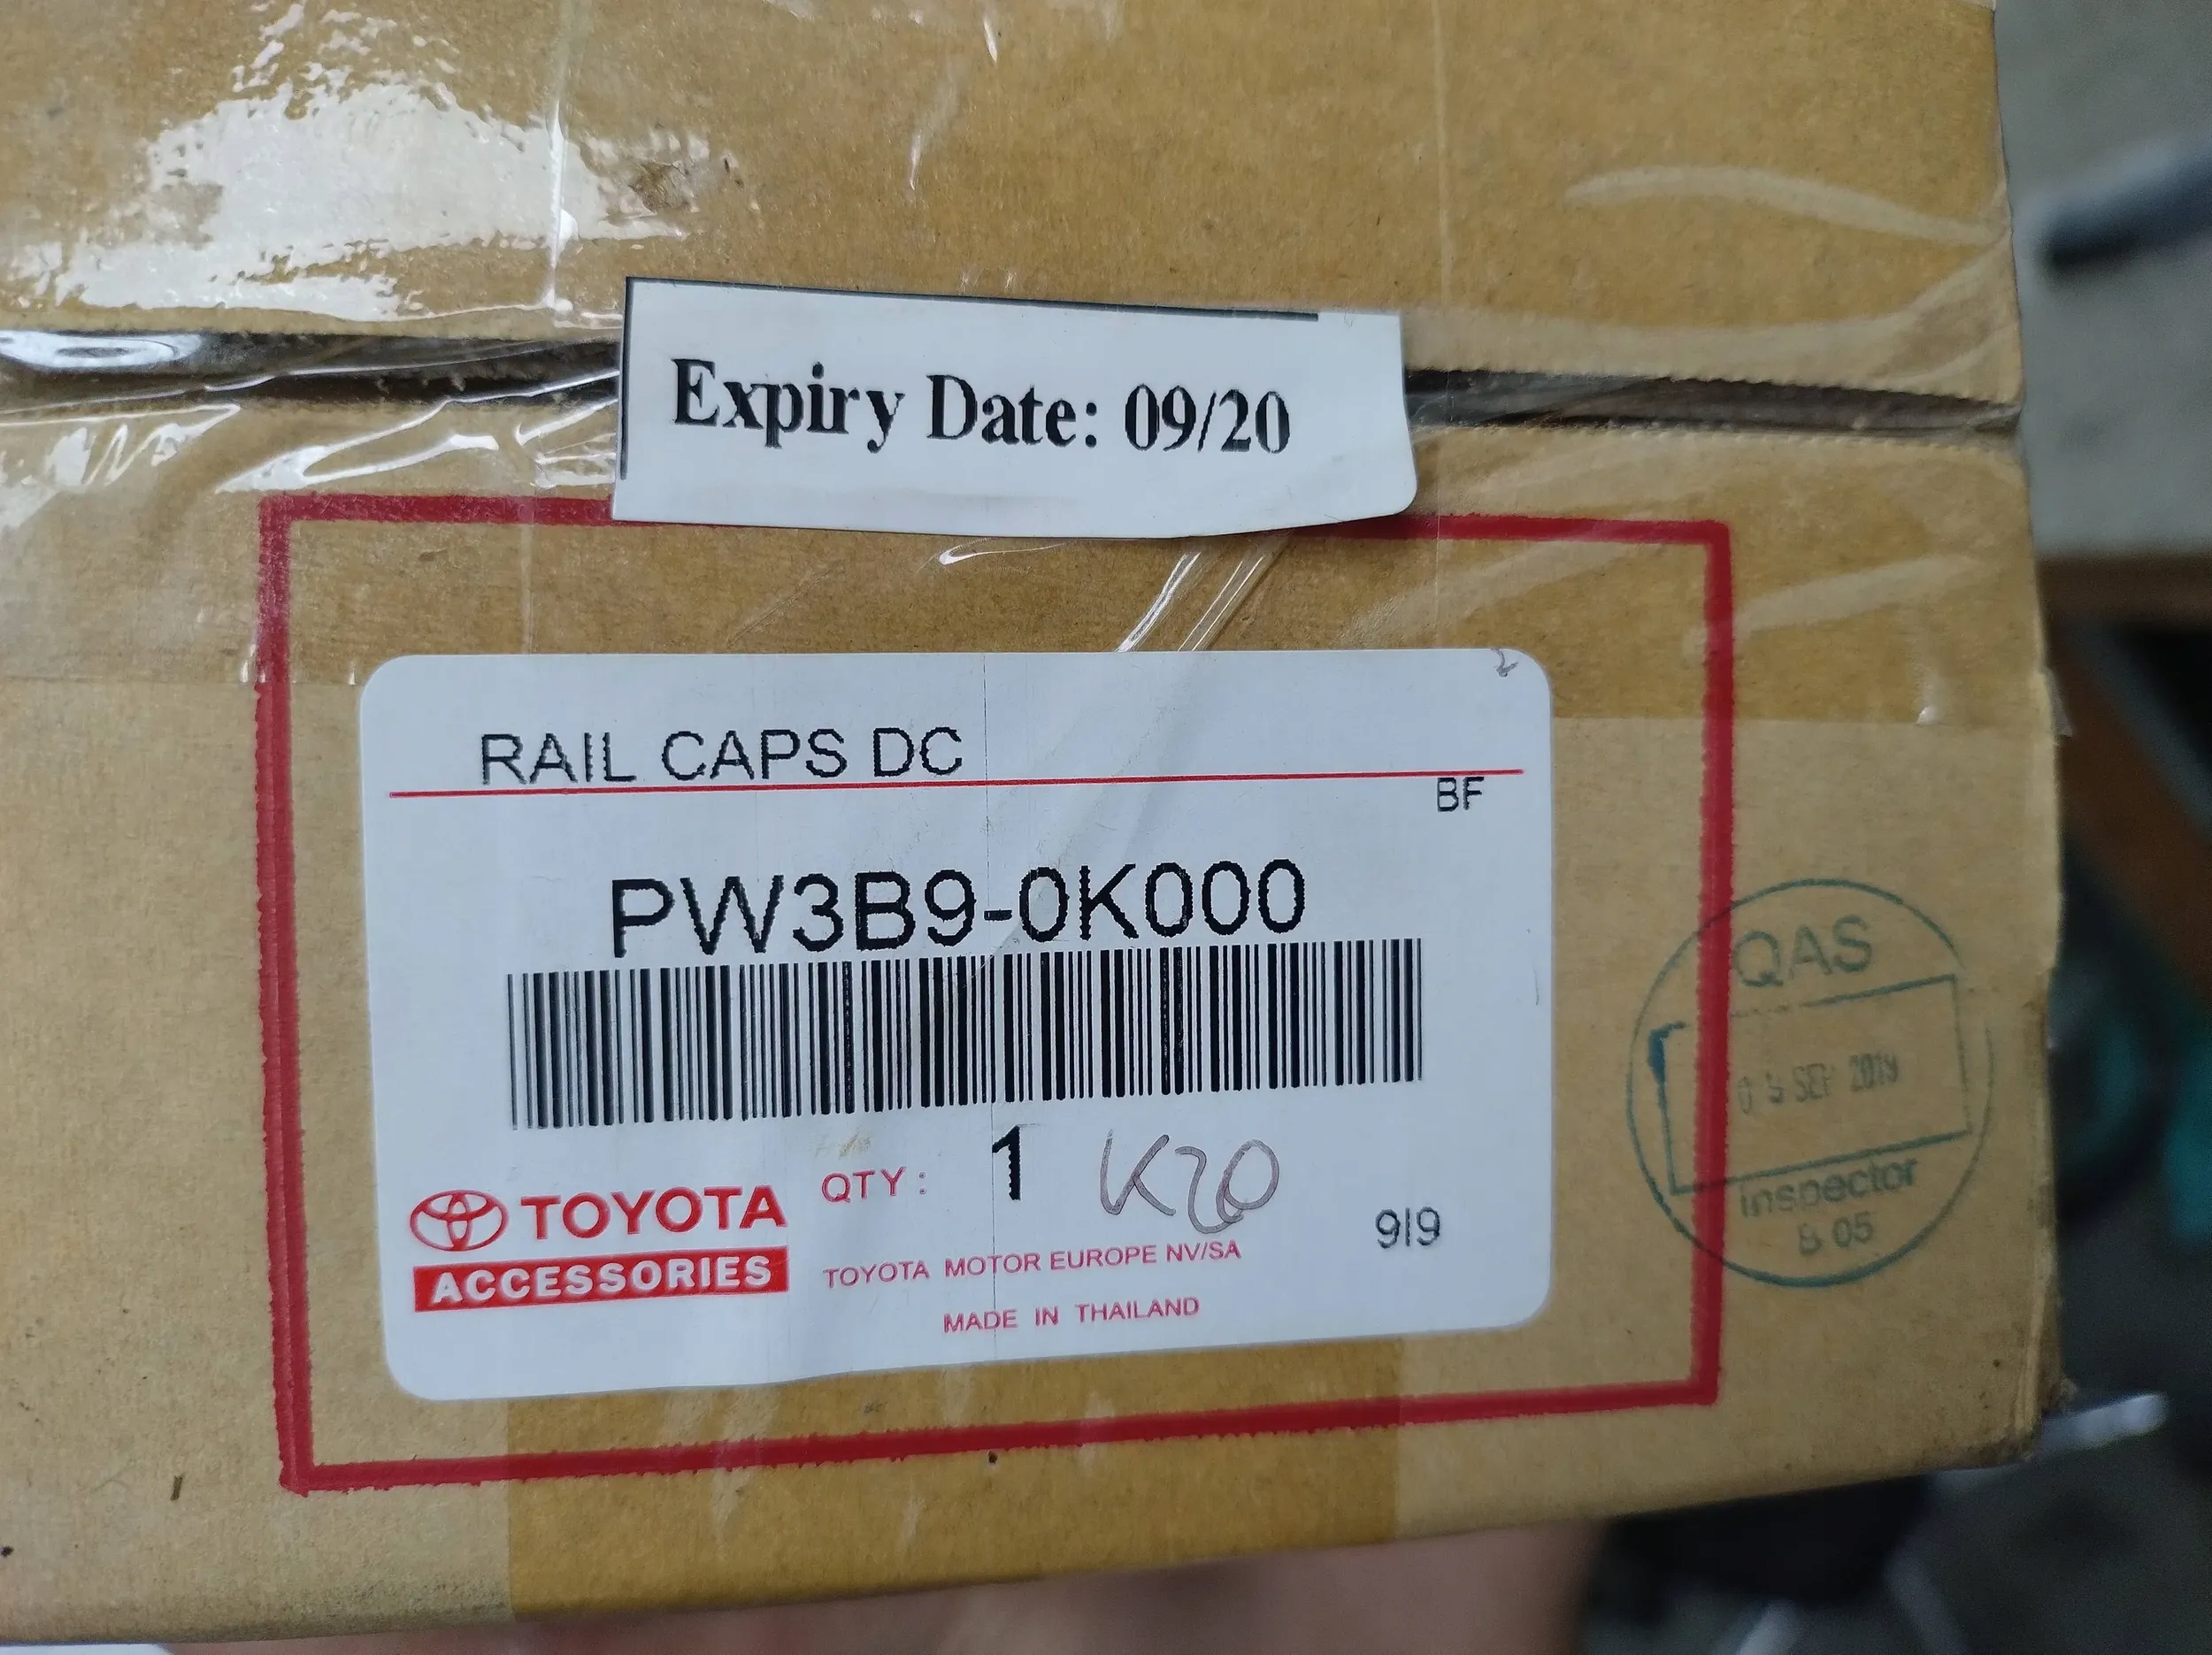 Expiry Date: 09/20
RAIL CAPS DC
BF
PW3B9-0K000
QTY : 1 K20
TOYOTA
ACCESSORIES
TOYOTA MOTOR EUROPE NV/SA
919
MADE IN THAILAND
QAS
SEP 2019
Inspector
B 05